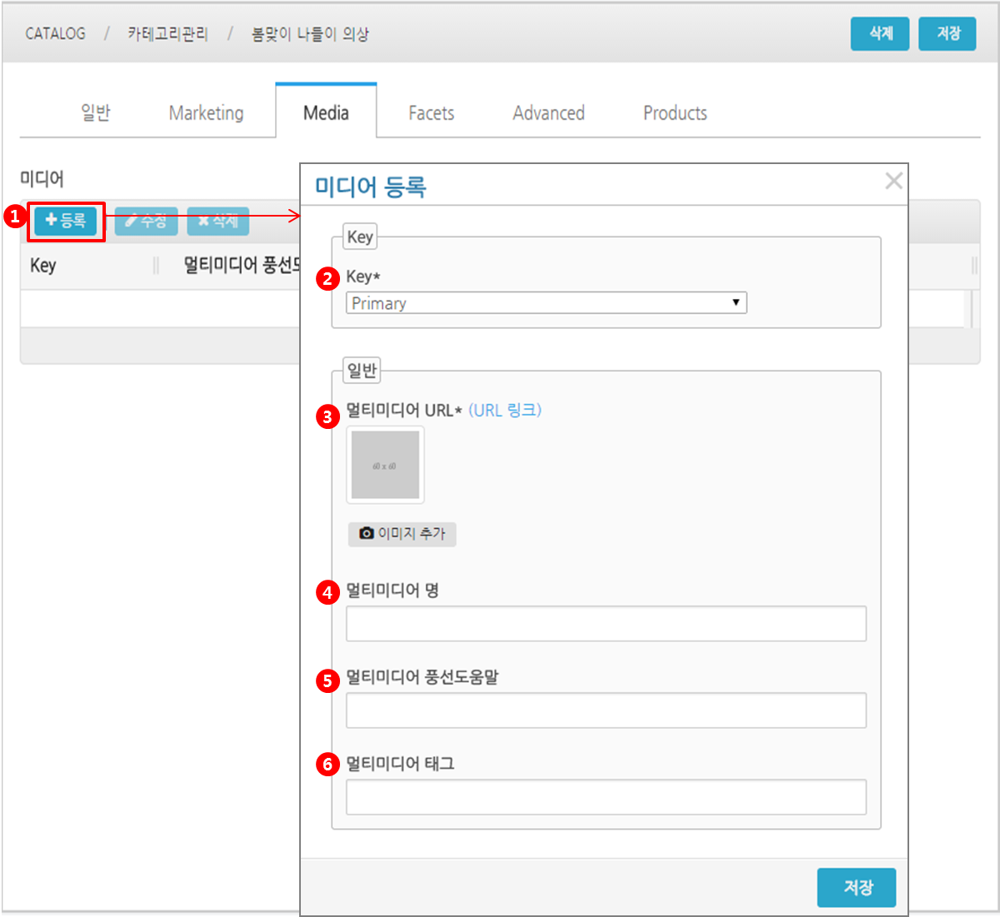 CATALOG / 카테고리관리 / 봄맞이 나들이 의상
삭제 저장
일반 Marketing Media Facets Advanced Products
미디어
1 등록 수정 삭제
Key 멀티미디어 풍선도
미디어 등록
Key
2 Key*
Primary
일반
3 멀티미디어 URL* (URL 링크)
60 x 60
이미지 추가
4 멀티미디어 명
5 멀티미디어 풍선도움말
6 멀티미디어 태그
저장